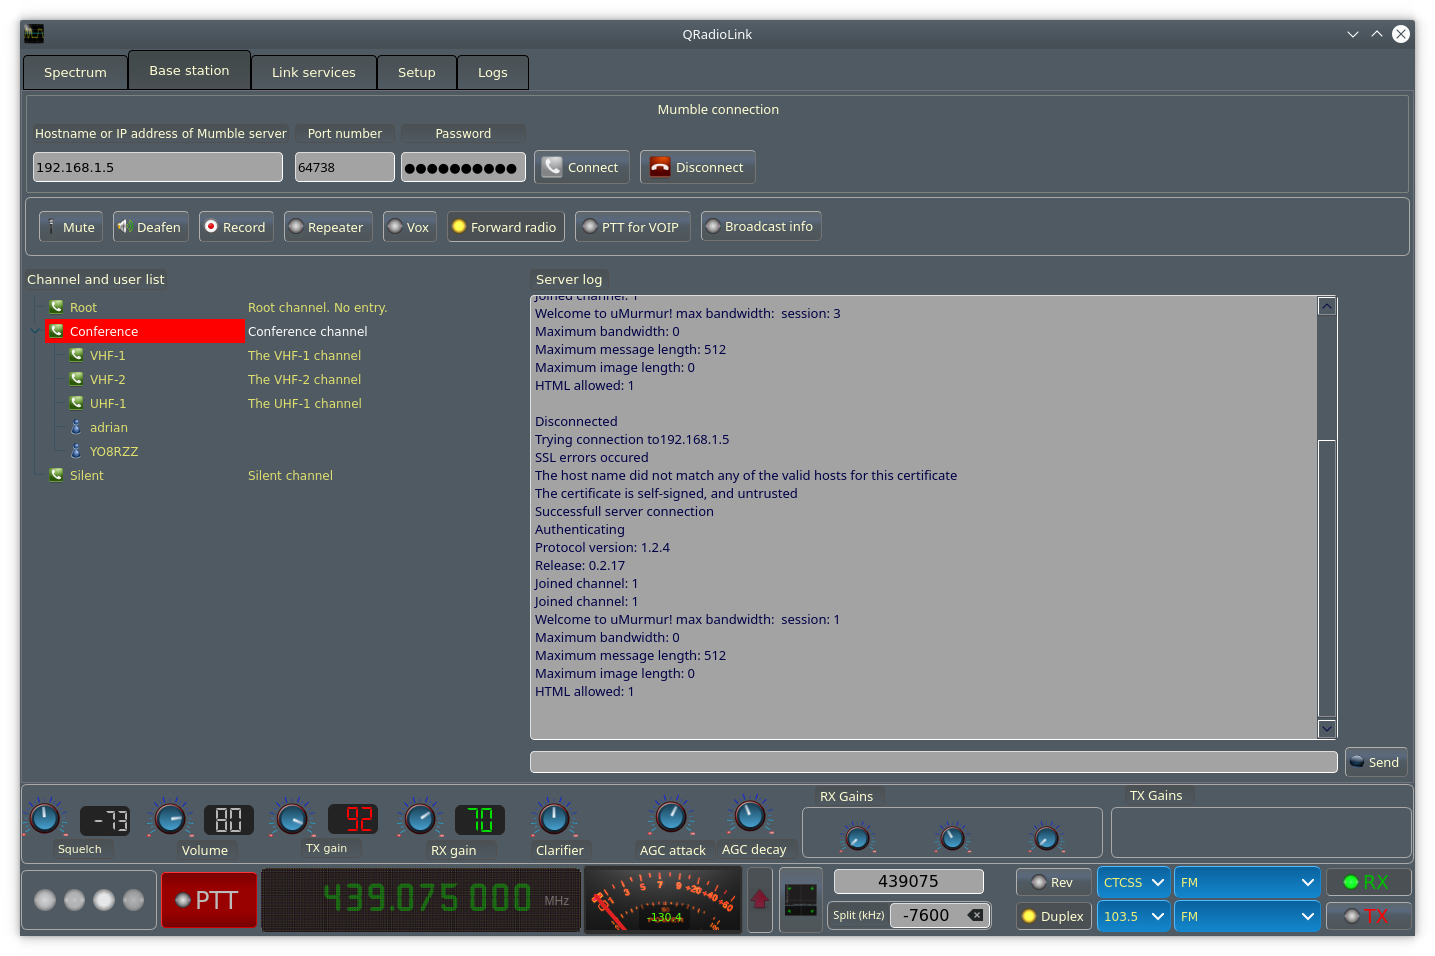 QRadioLink
Spectrum Base station Link services Setup Logs
Mumble connection
Hostname or IP address of Mumble server Port number Password
192.168.1.5 64738 ●●●●●●●●●● Connect Disconnect
Mute Deafen Record Repeater Vox Forward radio PTT for VOIP Broadcast info
Channel and user list
Root Root channel. No entry.
Conference Conference channel
VHF-1 The VHF-1 channel
VHF-2 The VHF-2 channel
UHF-1 The UHF-1 channel
adrian
YO8RZZ
Silent Silent channel
Server log
Joined channel: 1
Welcome to uMurmur! max bandwidth:  session: 3
Maximum bandwidth: 0
Maximum message length: 512
Maximum image length: 0
HTML allowed: 1
Disconnected
Trying connection to192.168.1.5
SSL errors occured
The host name did not match any of the valid hosts for this certificate
The certificate is self-signed, and untrusted
Successfull server connection
Authenticating
Protocol version: 1.2.4
Release: 0.2.17
Joined channel: 1
Joined channel: 1
Welcome to uMurmur! max bandwidth:  session: 1
Maximum bandwidth: 0
Maximum message length: 512
Maximum image length: 0
HTML allowed: 1
Send
-73 80 92 70
Squelch Volume TX gain RX gain Clarifier AGC attack AGC decay
RX Gains TX Gains
PTT
439.075 000 MHz
3 5 7 9 +20 +40 +60
-130.4
439075
Split (kHz) -7600
Rev CTCSS FM RX
Duplex 103.5 FM TX